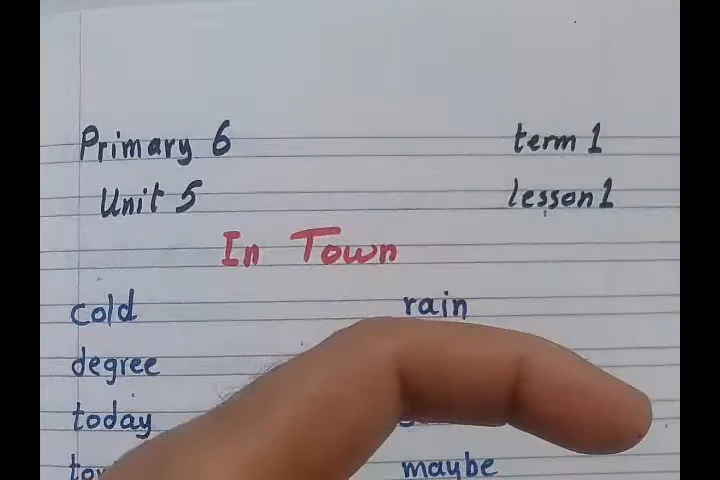 Primary 6 term 1
Unit 5 lesson 1
In Town
cold rain
degree
today
maybe